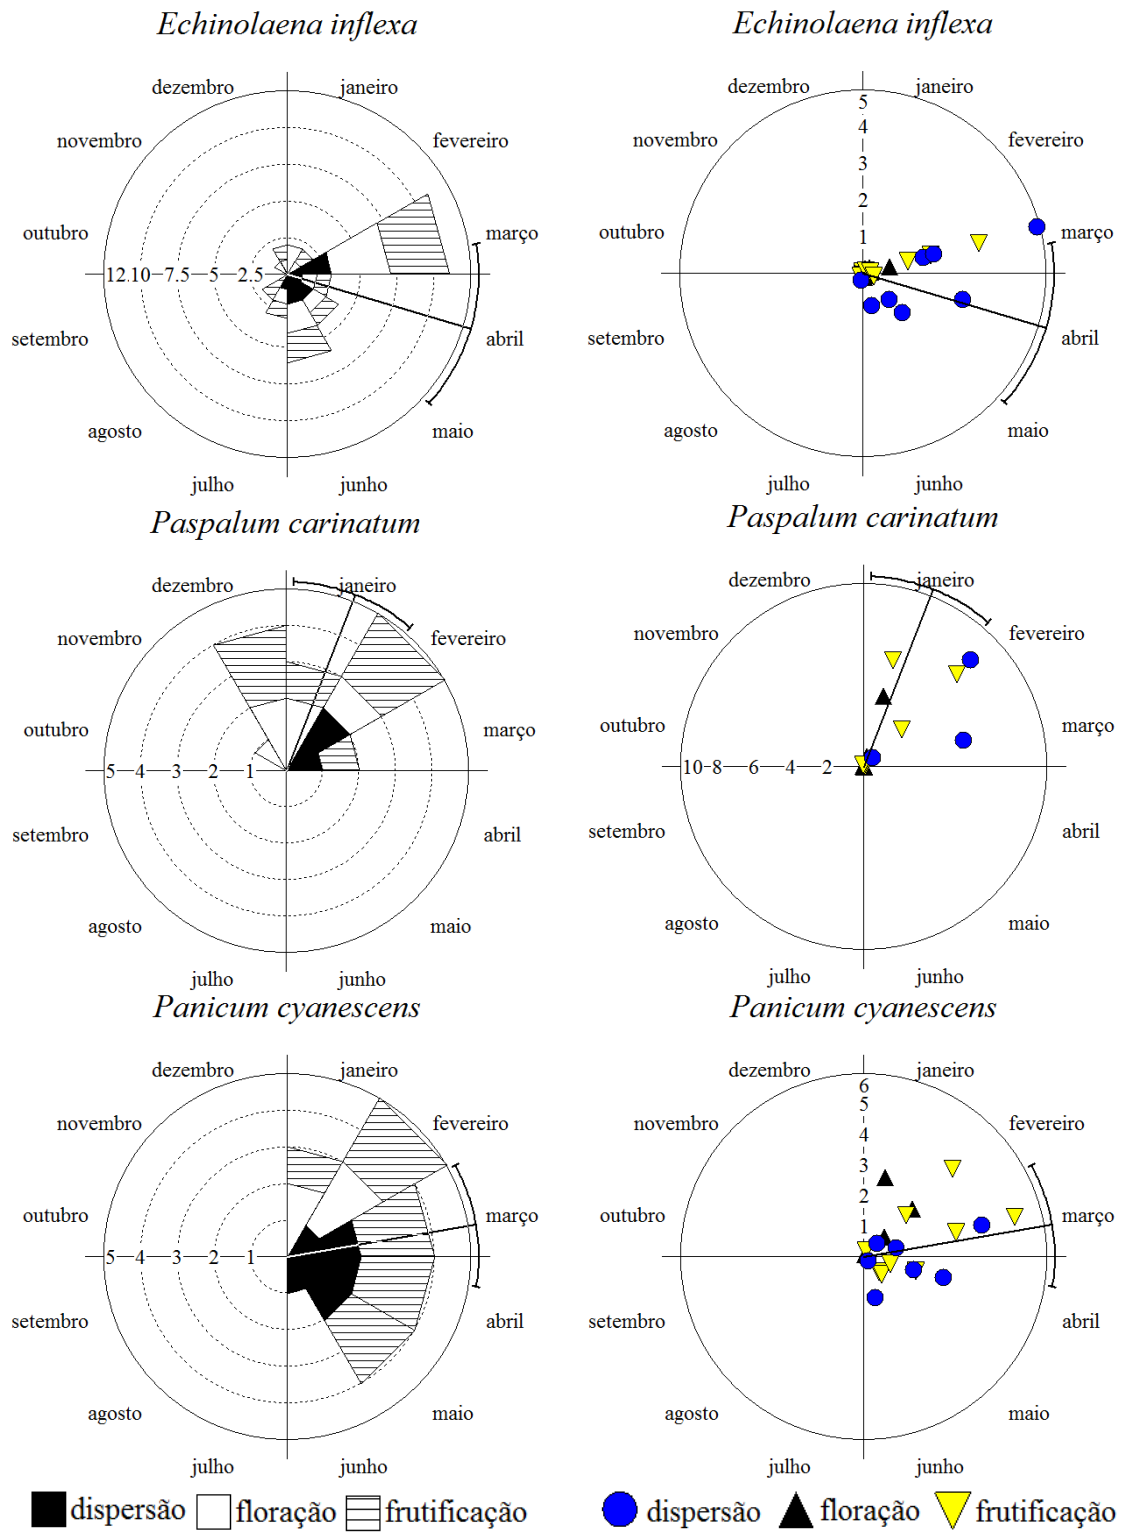 Echinolaena inflexa
dezembro
janeiro
novembro
fevereiro
outubro
março
12.10 7.5 5 2.5
setembro
abril
agosto
maio
julho
junho
Echinolaena inflexa
dezembro
janeiro
5
4
novembro
fevereiro
3
2
outubro
março
1
setembro
abril
agosto
maio
julho
junho
Paspalum carinatum
dezembro
janeiro
novembro
fevereiro
outubro
março
5 4 3 2 1
setembro
abril
agosto
maio
julho
junho
Paspalum carinatum
dezembro
janeiro
novembro
fevereiro
outubro
março
10 8 6 4 2
setembro
abril
agosto
maio
julho
junho
Panicum cyanescens
dezembro
janeiro
novembro
fevereiro
outubro
março
5 4 3 2 1
setembro
abril
agosto
maio
julho
junho
Panicum cyanescens
dezembro
janeiro
6
5
novembro
fevereiro
4
3
2
outubro
março
1
setembro
abril
agosto
maio
julho
junho
dispersão floração frutificação
dispersão floração frutificação